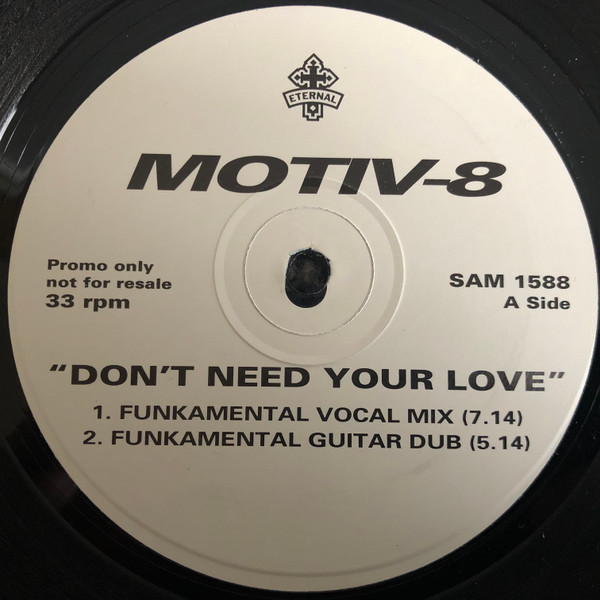 ETERNAL
MOTIV-8
Promo only
not for resale
33 rpm
SAM 1588
A Side
"DON'T NEED YOUR LOVE"
1. FUNKAMENTAL VOCAL MIX (7.14)
2. FUNKAMENTAL GUITAR DUB (5.14)